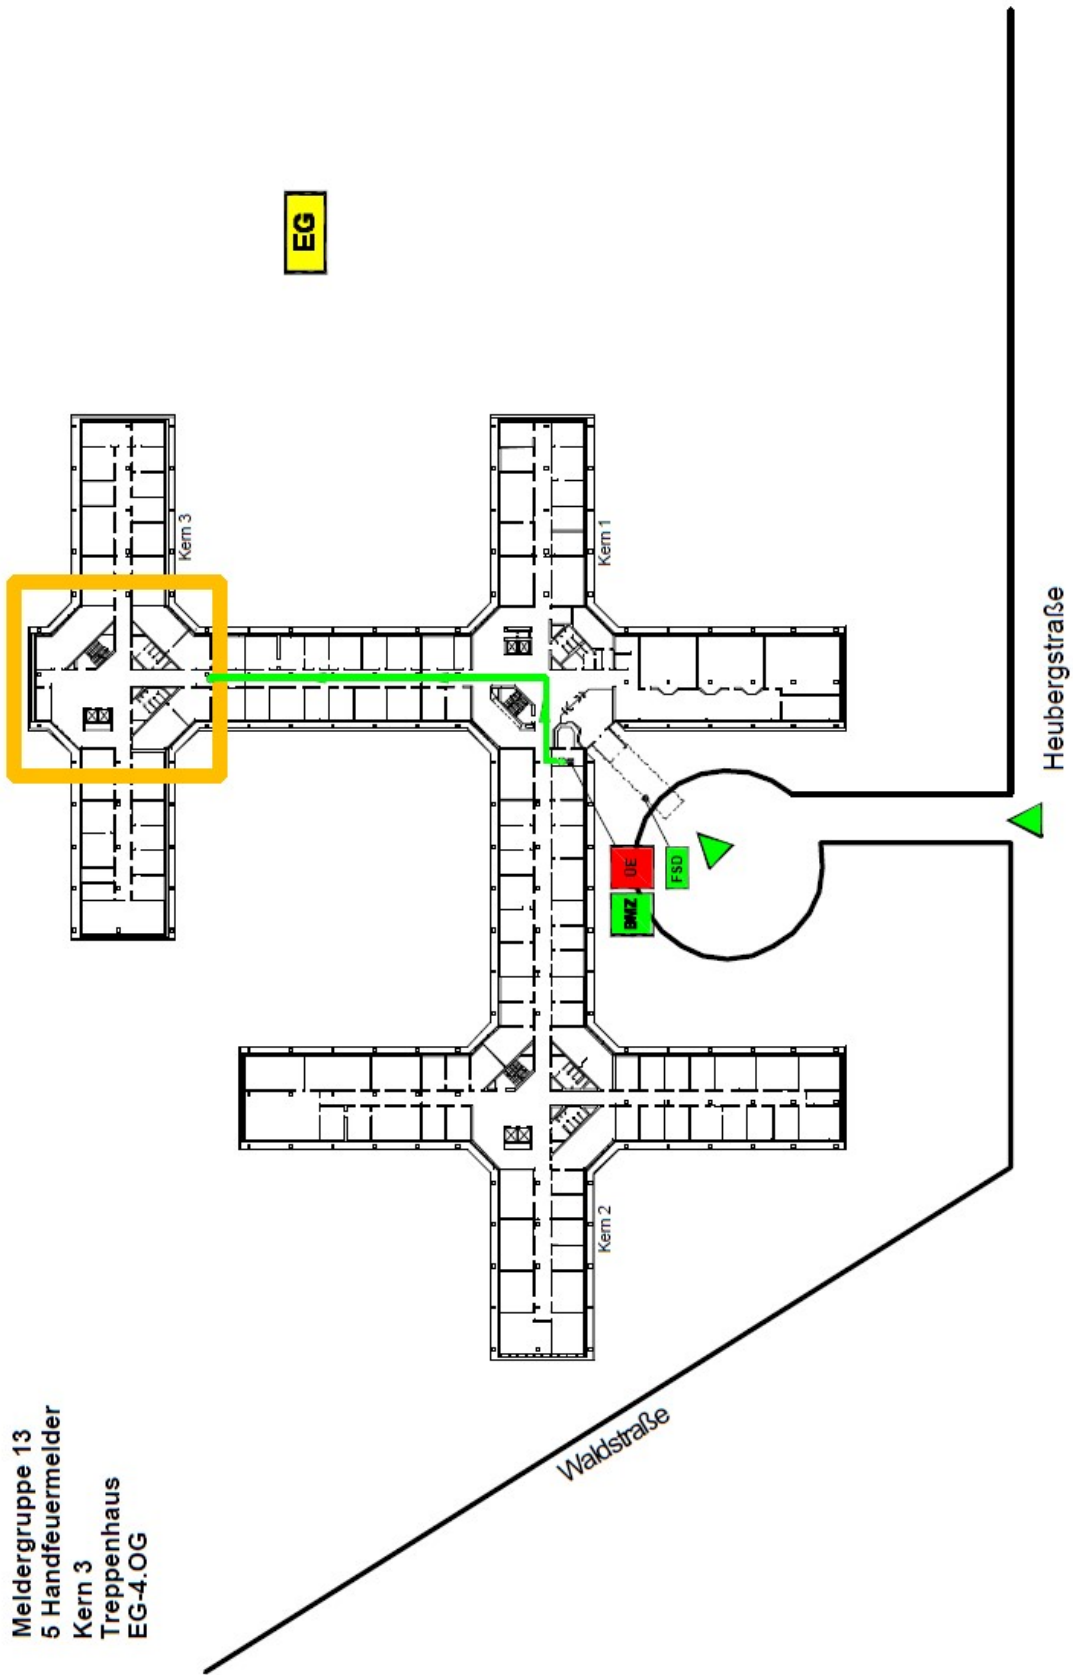 Meldergruppe 13
5 Handfeuermelder
Kern 3
Treppenhaus
EG-4.OG
EG
Kern 3
Kern 1
Kern 2
BMZ
ÜE
FSD
Waldstraße
Heubergstraße